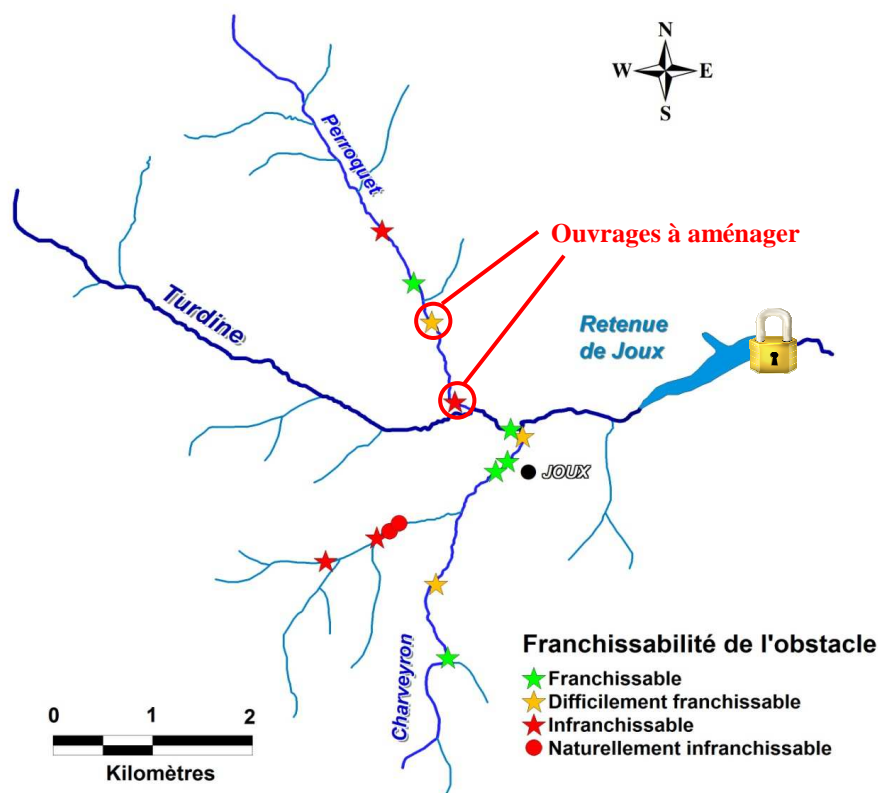 N
W E
S
Perroquet
Ouvrages à aménager
Turdine
Retenue
de Joux
JOUX
Charveyron
Franchissabilité de l'obstacle
Franchissable
Difficilement franchissable
Infranchissable
Naturellement infranchissable
0 1 2
Kilomètres